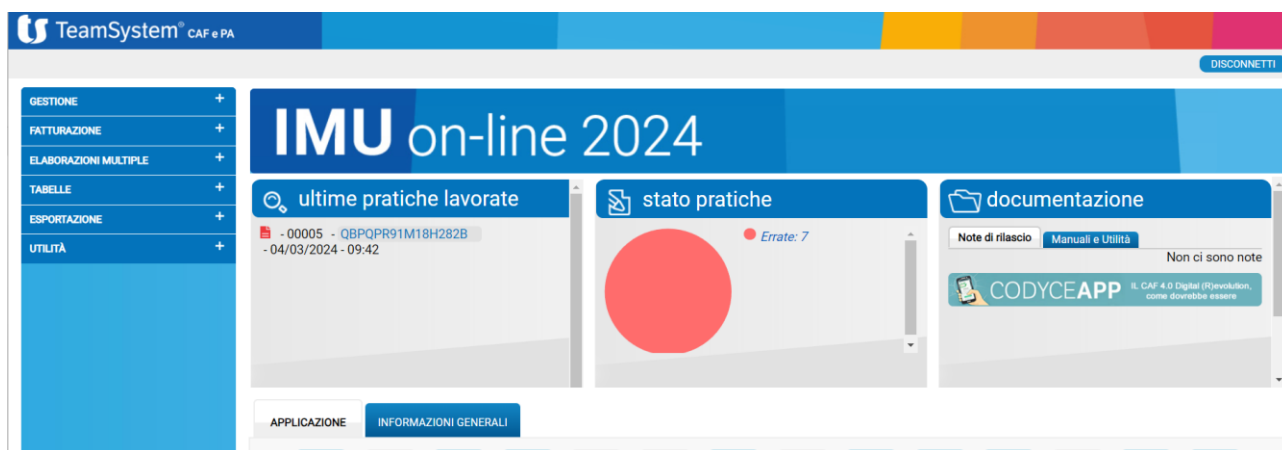 TeamSystem® CAF e PA
DISCONNETTI
GESTIONE +
FATTURAZIONE +
ELABORAZIONI MULTIPLE +
TABELLE +
ESPORTAZIONE +
UTILITÀ +
IMU on-line 2024
ultime pratiche lavorate
- 00005 - QBPQPR91M18H282B
- 04/03/2024 - 09:42
stato pratiche
Errate: 7
documentazione
Note di rilascio Manuali e Utilità
Non ci sono note
CODYCEAPP IL CAF 4.0 Digital (R)evolution,
come dovrebbe essere
APPLICAZIONE INFORMAZIONI GENERALI